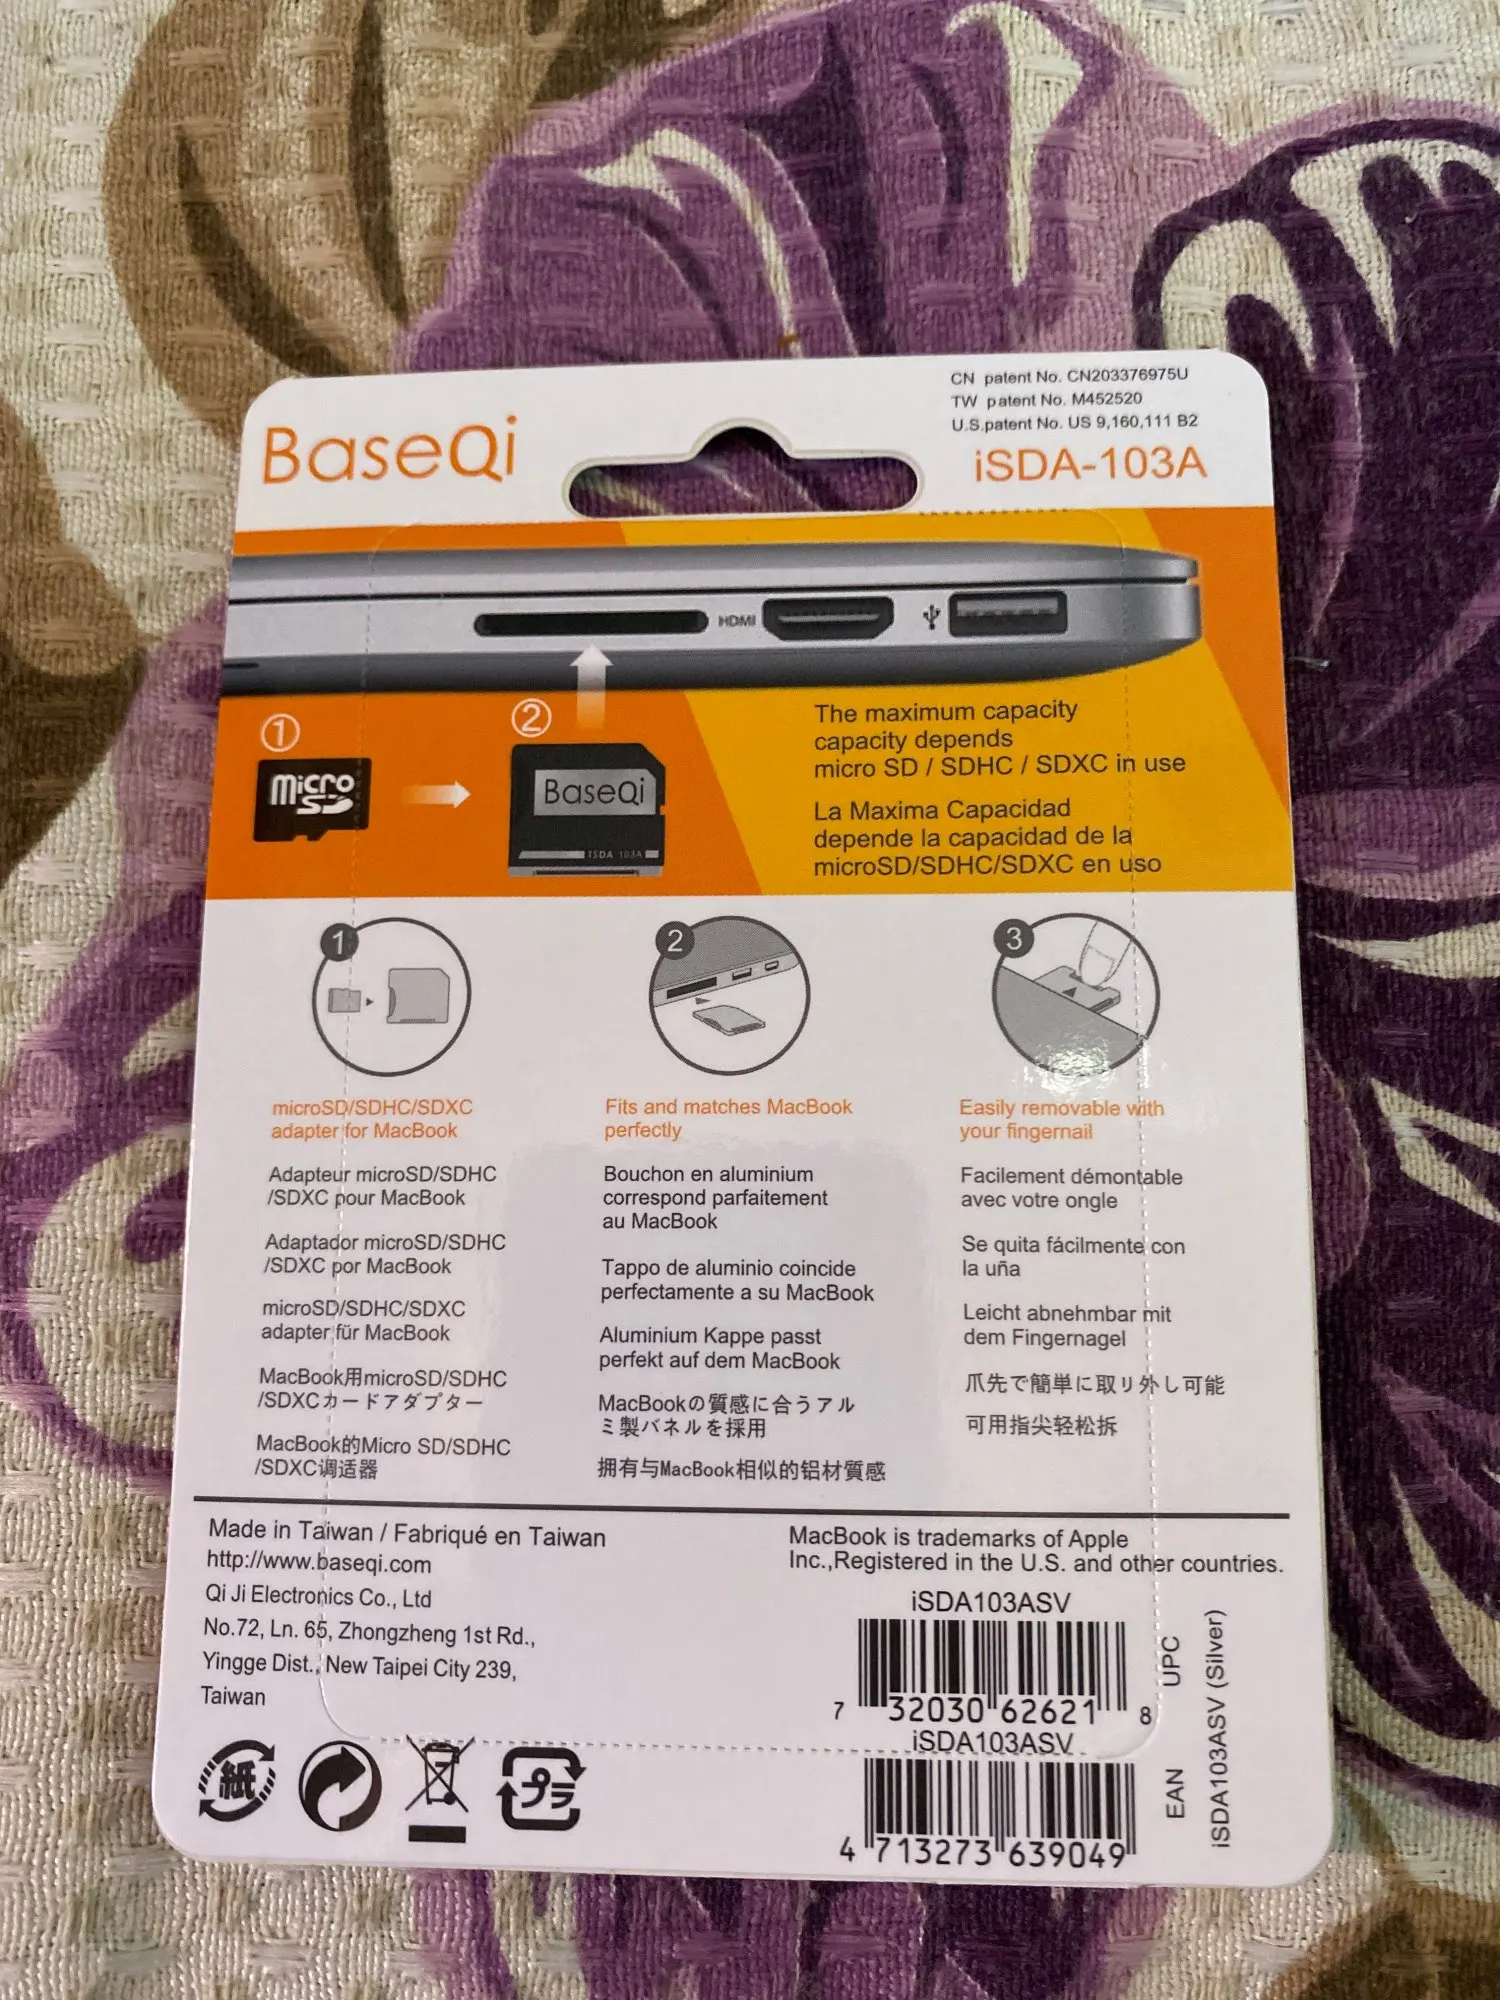 CN patent No. CN203376975U
TW patent No. M452520
U.S.patent No. US 9,160,111 B2
BaseQi
iSDA-103A
HDMI
①
②
micro
SD
BaseQi
iSDA 103A
The maximum capacity
capacity depends
micro SD / SDHC / SDXC in use
La Maxima Capacidad
depende la capacidad de la
microSD/SDHC/SDXC en uso
1
microSD/SDHC/SDXC
adapter for MacBook
Adapteur microSD/SDHC
/SDXC pour MacBook
Adaptador microSD/SDHC
/SDXC por MacBook
microSD/SDHC/SDXC
adapter für MacBook
MacBook用microSD/SDHC
/SDXCカードアダプター
MacBook的Micro SD/SDHC
/SDXC调适器
2
Fits and matches MacBook
perfectly
Bouchon en aluminium
correspond parfaitement
au MacBook
Tappo de aluminio coincide
perfectamente a su MacBook
Aluminium Kappe passt
perfekt auf dem MacBook
MacBookの質感に合うアル
ミ製パネルを採用
拥有与MacBook相似的铝材質感
3
Easily removable with
your fingernail
Facilement démontable
avec votre ongle
Se quita fácilmente con
la uña
Leicht abnehmbar mit
dem Fingernagel
爪先で簡単に取り外し可能
可用指尖轻松拆
Made in Taiwan / Fabriqué en Taiwan
http://www.baseqi.com
Qi Ji Electronics Co., Ltd
No.72, Ln. 65, Zhongzheng 1st Rd.,
Yingge Dist., New Taipei City 239,
Taiwan
紙
プラ
MacBook is trademarks of Apple
Inc.,Registered in the U.S. and other countries.
iSDA103ASV
7 32030 62621 8
UPC
iSDA103ASV
4 713273 639049
EAN
iSDA103ASV (Silver)